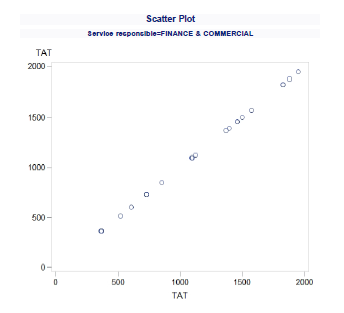 Scatter Plot
Service responsible=FINANCE & COMMERCIAL
TAT
2000
1500
1000
500
0
0 500 1000 1500 2000
TAT